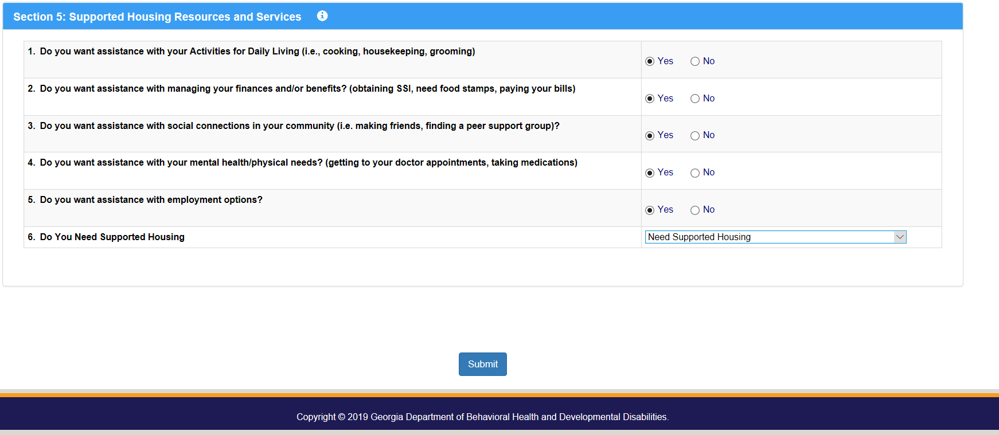 Section 5: Supported Housing Resources and Services
1. Do you want assistance with your Activities for Daily Living (i.e., cooking, housekeeping, grooming)
Yes No
2. Do you want assistance with managing your finances and/or benefits? (obtaining SSI, need food stamps, paying your bills)
Yes No
3. Do you want assistance with social connections in your community (i.e. making friends, finding a peer support group)?
Yes No
4. Do you want assistance with your mental health/physical needs? (getting to your doctor appointments, taking medications)
Yes No
5. Do you want assistance with employment options?
Yes No
6. Do You Need Supported Housing
Need Supported Housing
Submit
Copyright © 2019 Georgia Department of Behavioral Health and Developmental Disabilities.